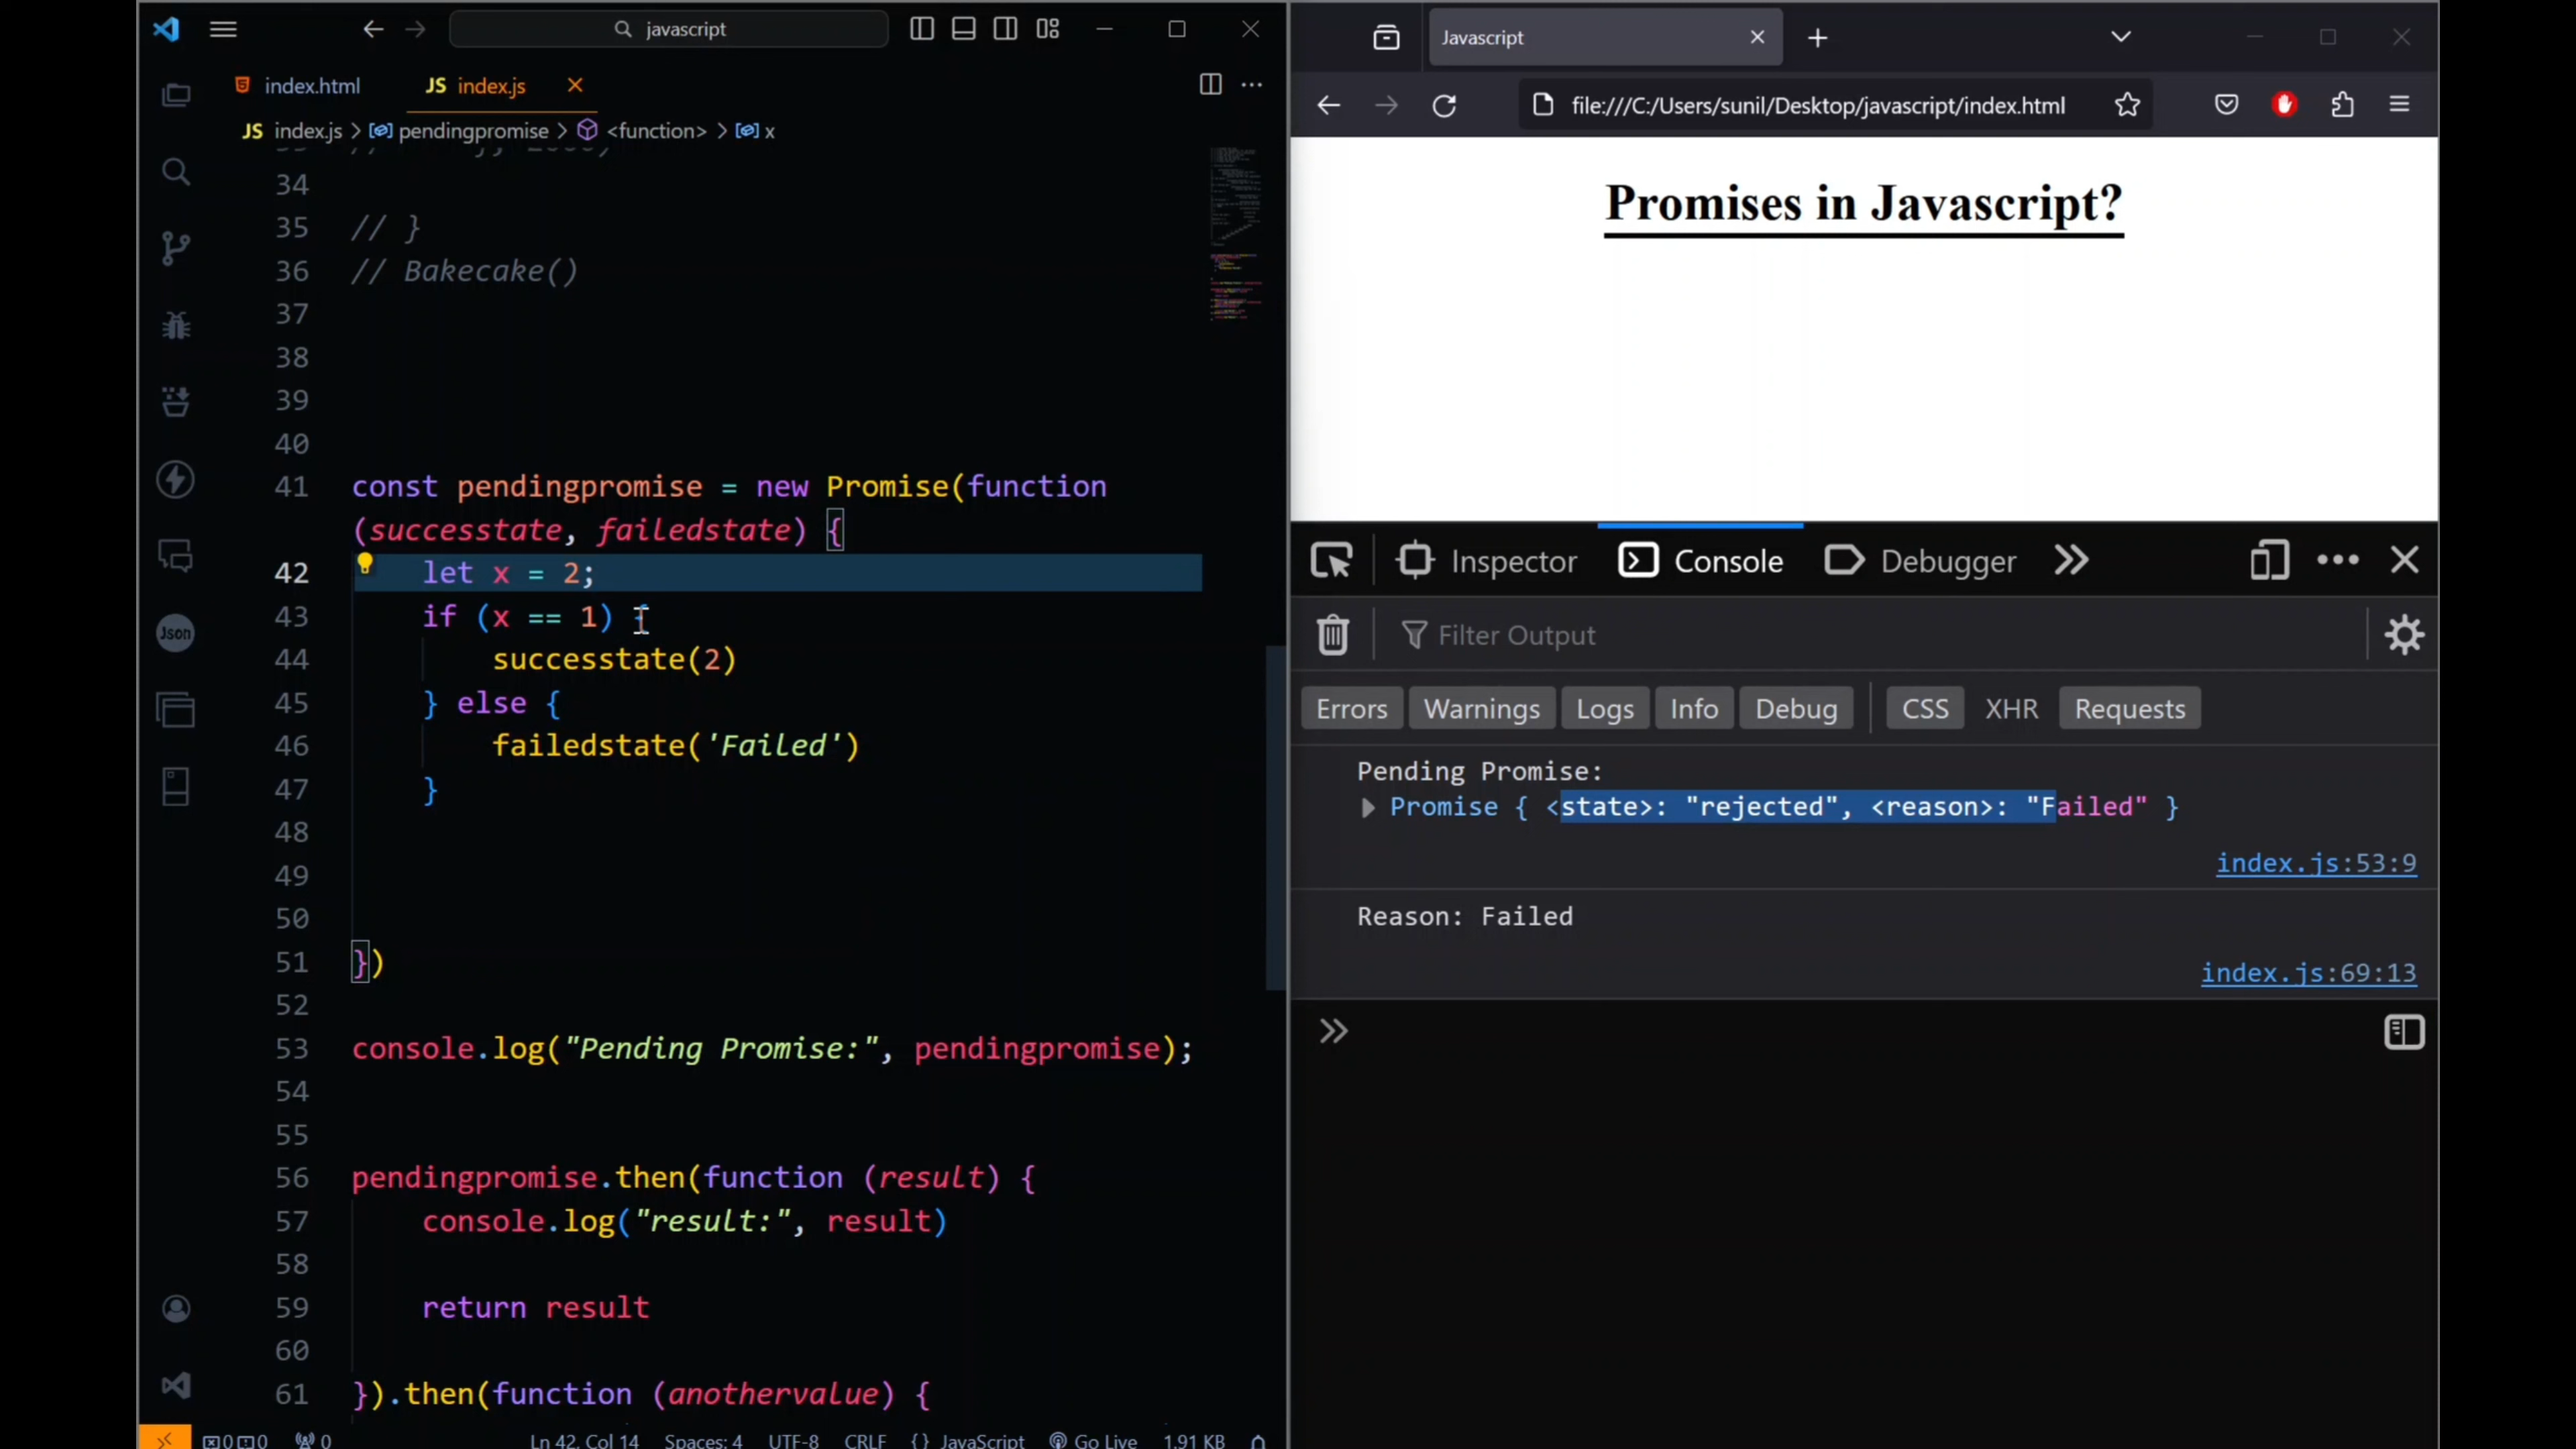 javascript
index.html
JS index.js
JS index.js > pendingpromise > <function> > x
34
35 // }
36 // Bakecake()
37
38
39
40
41 const pendingpromise = new Promise(function
(successtate, failedstate) {
42 let x = 2;
43 if (x == 1) {
44 successtate(2)
45 } else {
46 failedstate('Failed')
47 }
48
49
50
51 })
52
53 console.log("Pending Promise:", pendingpromise);
54
55
56 pendingpromise.then(function (result) {
57 console.log("result:", result)
58
59 return result
60
61 }).then(function (anothervalue) {
Json
0 0 0 Ln 42, Col 14 Spaces: 4 UTF-8 CRLF {} JavaScript Go Live 1.91 KB
Javascript
file:///C:/Users/sunil/Desktop/javascript/index.html
Promises in Javascript?
Inspector Console Debugger
Filter Output
Errors Warnings Logs Info Debug CSS XHR Requests
Pending Promise:
Promise { <state>: "rejected", <reason>: "Failed" }
index.js:53:9
Reason: Failed
index.js:69:13